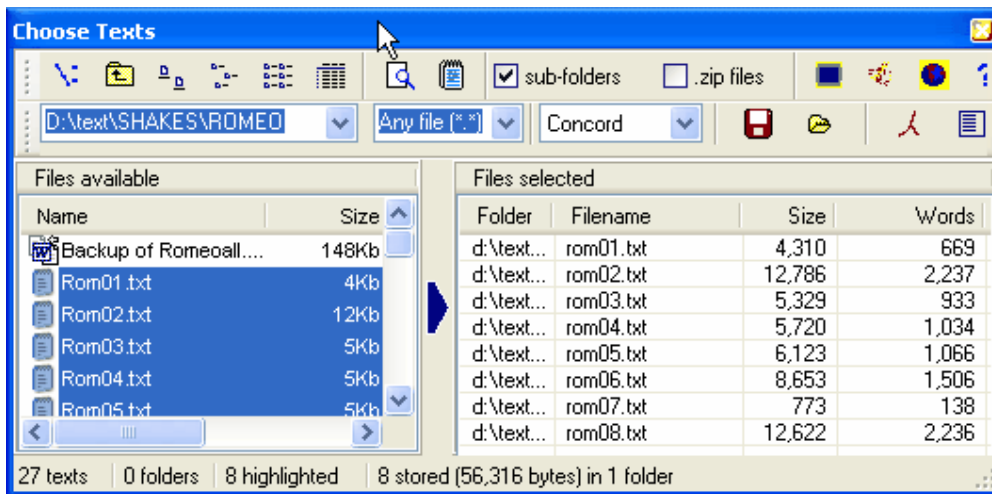 Choose Texts
sub-folders .zip files
D:\text\SHAKES\ROMEO Any file (*.*) Concord
Files available Files selected
Name Size Folder Filename Size Words
Backup of Romeoall.... 148Kb d:\text... rom01.txt 4,310 669
Rom01.txt 4Kb d:\text... rom02.txt 12,786 2,237
Rom02.txt 12Kb d:\text... rom03.txt 5,329 933
Rom03.txt 5Kb d:\text... rom04.txt 5,720 1,034
Rom04.txt 5Kb d:\text... rom05.txt 6,123 1,066
Rom05.txt 5Kb d:\text... rom06.txt 8,653 1,506
d:\text... rom07.txt 773 138
d:\text... rom08.txt 12,622 2,236
27 texts 0 folders 8 highlighted 8 stored (56,316 bytes) in 1 folder